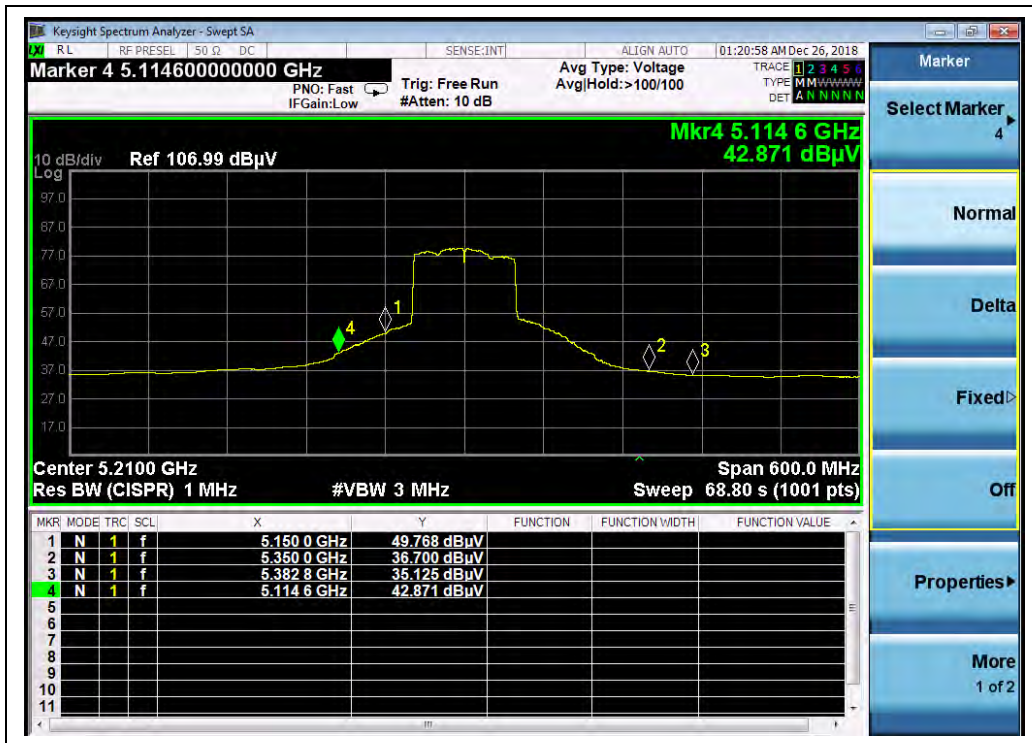 Keysight Spectrum Analyzer - Swept SA
LXI RL RF PRESEL 50 Ω DC SENSE:INT ALIGN AUTO 01:20:58 AM Dec 26, 2018
Marker 4 5.114600000000 GHz
PNO: Fast
IFGain:Low
Trig: Free Run
#Atten: 10 dB
Avg Type: Voltage
Avg|Hold:>100/100
TRACE 1 2 3 4 5 6
TYPE M M W W W W
DET A N N N N N
Mkr4 5.114 6 GHz
42.871 dBµV
10 dB/div Ref 106.99 dBµV
Log
97.0
87.0
77.0
67.0
57.0
47.0
37.0
27.0
17.0
1
4
2
3
Center 5.2100 GHz Span 600.0 MHz
Res BW (CISPR) 1 MHz #VBW 3 MHz Sweep 68.80 s (1001 pts)
MKR MODE TRC SCL X Y FUNCTION FUNCTION WIDTH FUNCTION VALUE
1 N 1 f 5.150 0 GHz 49.768 dBµV
2 N 1 f 5.350 0 GHz 36.700 dBµV
3 N 1 f 5.382 8 GHz 35.125 dBµV
4 N 1 f 5.114 6 GHz 42.871 dBµV
5
6
7
8
9
10
11
Marker
Select Marker
4
Normal
Delta
Fixed
Off
Properties
More
1 of 2